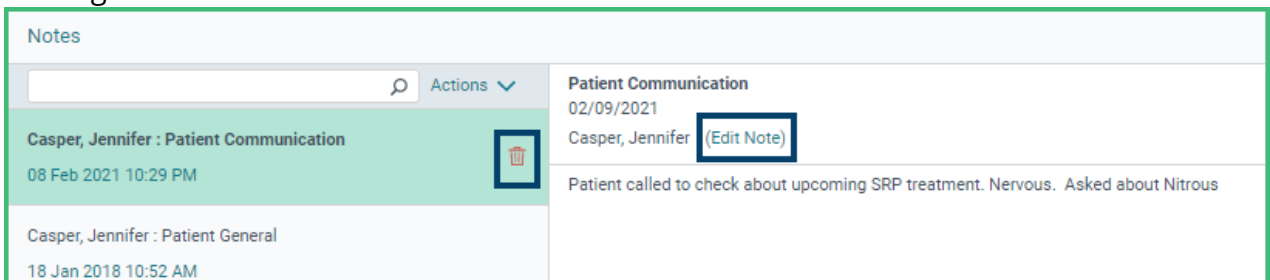 Notes
Actions
Casper, Jennifer : Patient Communication
08 Feb 2021 10:29 PM
Casper, Jennifer : Patient General
18 Jan 2018 10:52 AM
Patient Communication
02/09/2021
Casper, Jennifer (Edit Note)
Patient called to check about upcoming SRP treatment. Nervous. Asked about Nitrous